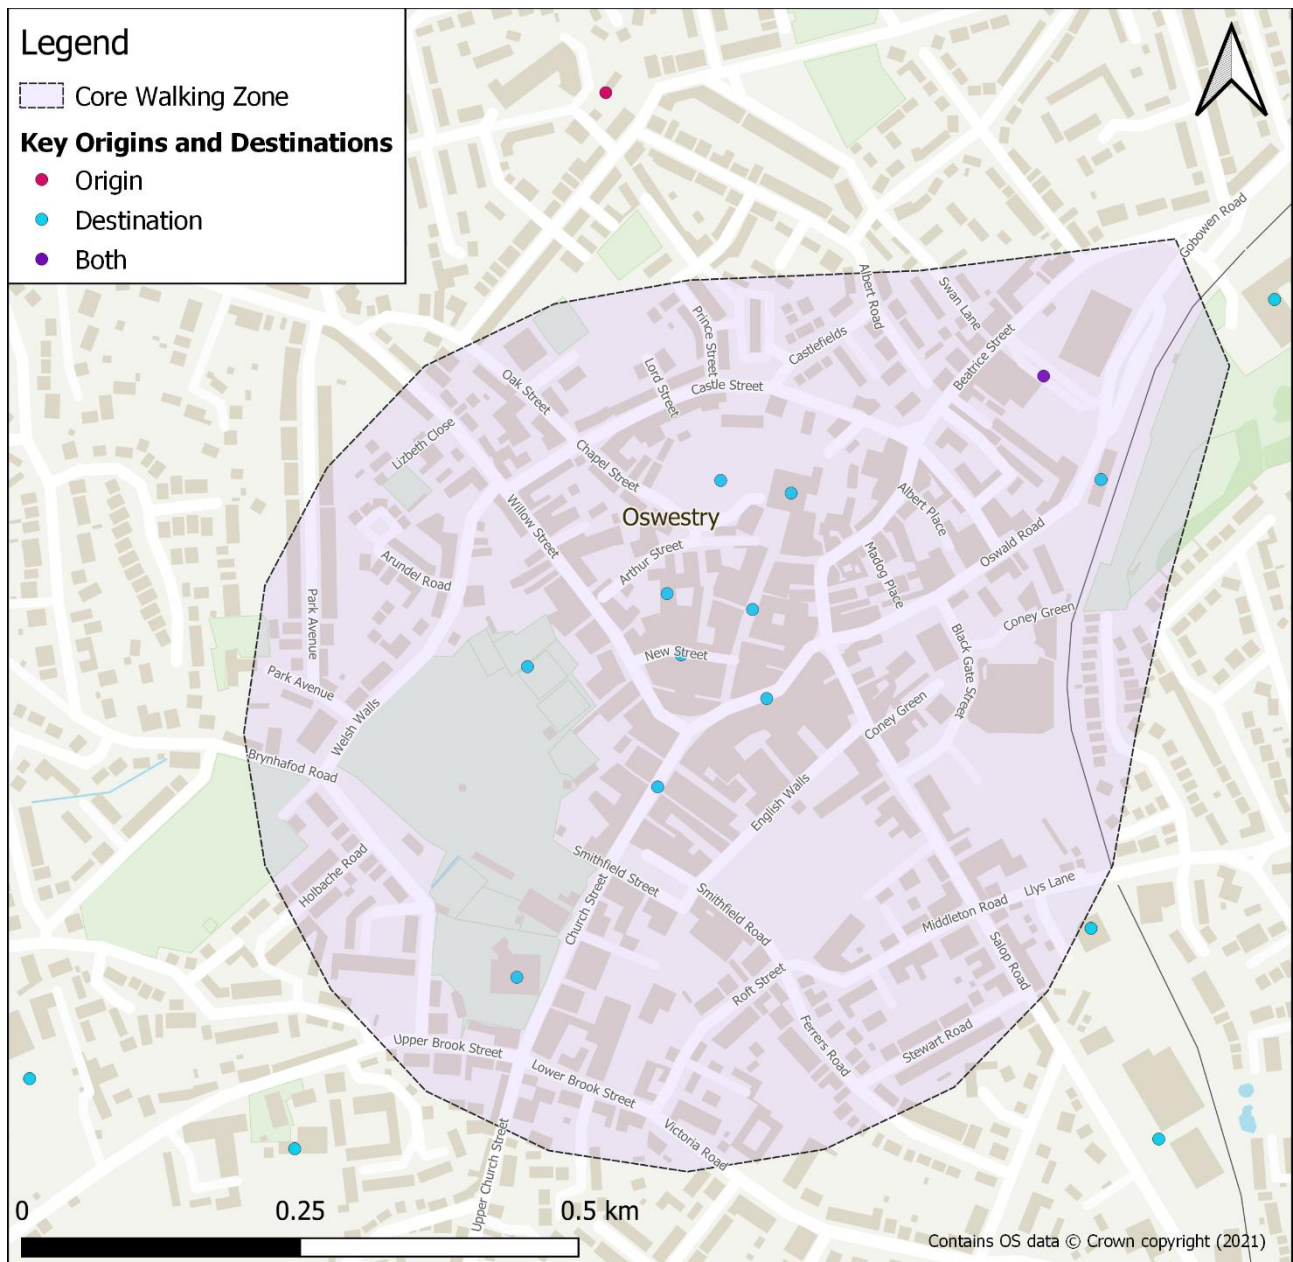 Legend
Core Walking Zone
Key Origins and Destinations
Origin
Destination
Both
Gobowen Road
Albert Road
Swan Lane
Prince Street
Castlefields
Beatrice Street
Lord Street
Castle Street
Oak Street
Lizbeth Close
Chapel Street
Willow Street
Albert Place
Oswestry
Oswald Road
Arthur Street
Madog Place
Arundel Road
Park Avenue
Coney Green
New Street
Black Gate Street
Park Avenue
Welsh Walls
Coney Green
Brynhafod Road
English Walls
Smithfield Street
Holbache Road
Smithfield Road
Llys Lane
Middleton Road
Church Street
Salop Road
Roft Street
Ferrers Road
Stewart Road
Upper Brook Street
Lower Brook Street
Victoria Road
Upper Church Street
0 0.25 0.5 km
Contains OS data © Crown copyright (2021)